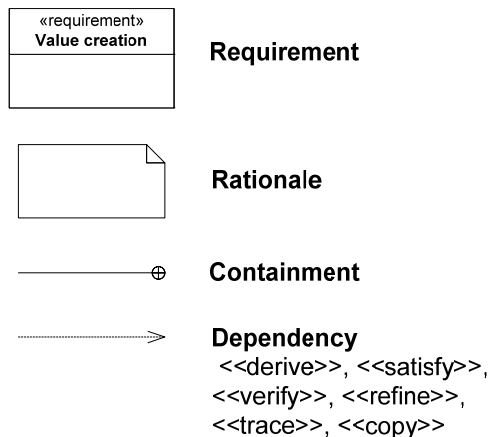 «requirement»
Value creation
Requirement
Rationale
Containment
Dependency
<<derive>>, <<satisfy>>,
<<verify>>, <<refine>>,
<<trace>>, <<copy>>